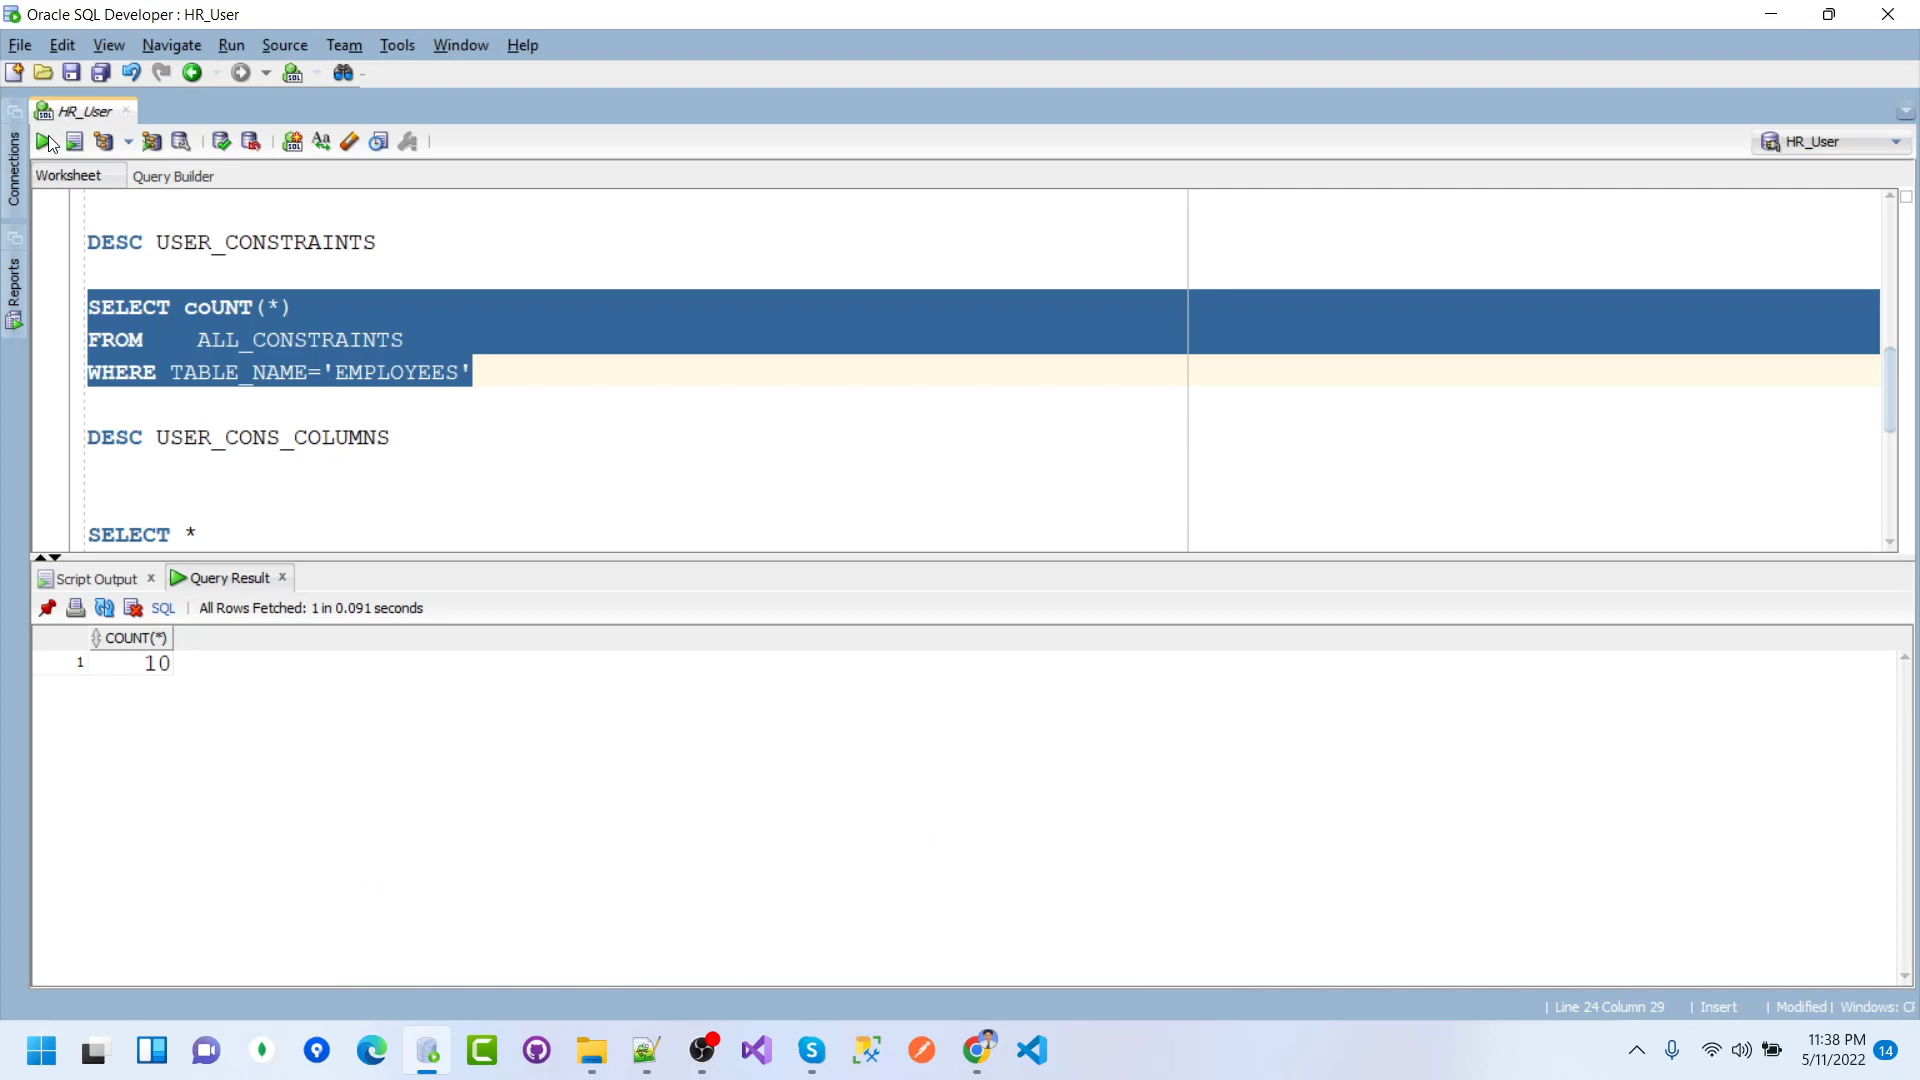 Oracle SQL Developer : HR_User
File Edit View Navigate Run Source Team Tools Window Help
HR_User
HR_User
Connections
Reports
Worksheet Query Builder
DESC USER_CONSTRAINTS
SELECT coUNT(*)
FROM ALL_CONSTRAINTS
WHERE TABLE_NAME='EMPLOYEES'
DESC USER_CONS_COLUMNS
SELECT *
Script Output x Query Result x
SQL | All Rows Fetched: 1 in 0.091 seconds
COUNT(*)
1 10
| Line 24 Column 29 | Insert | Modified | Windows: CF
11:38 PM
5/11/2022
14